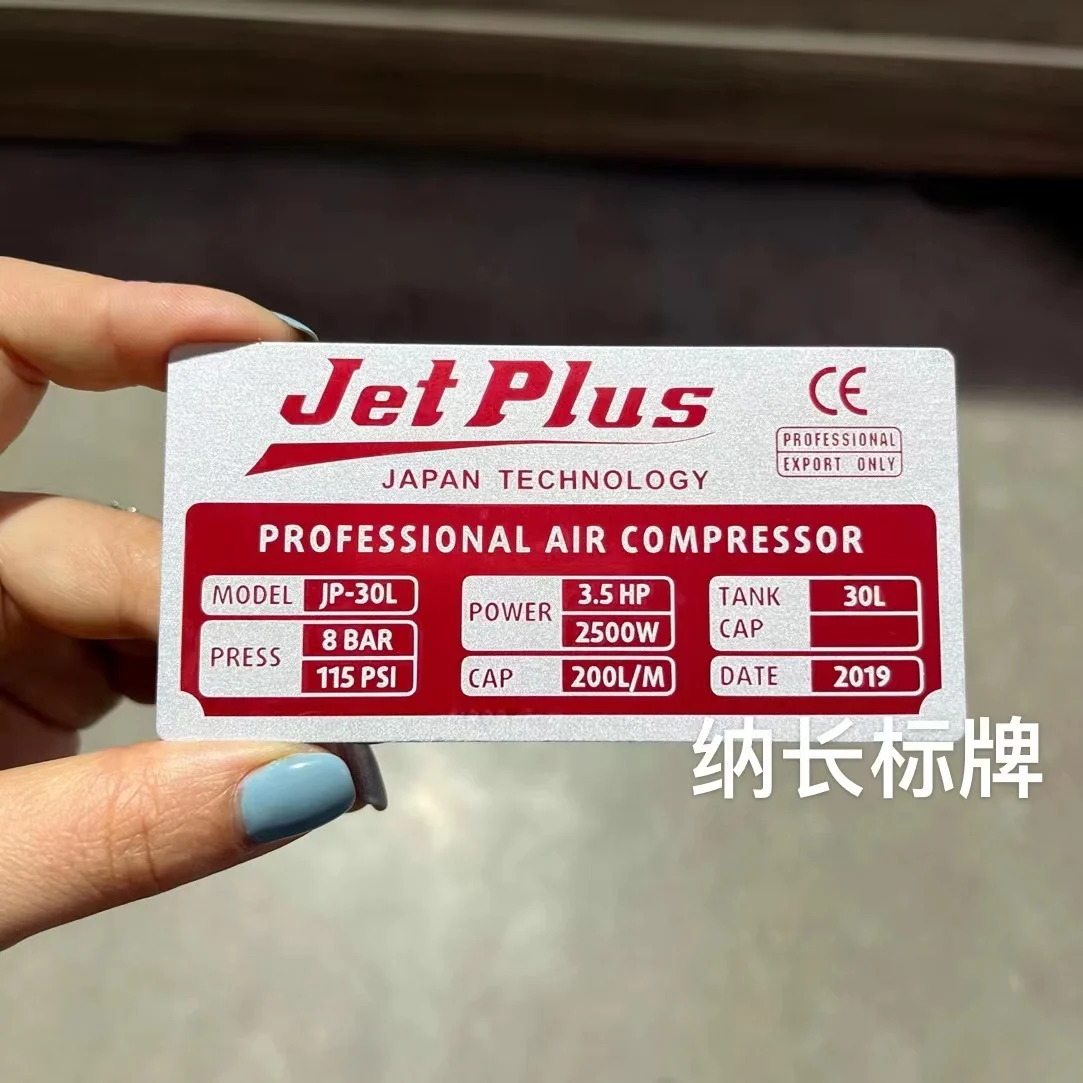 Jet Plus
JAPAN TECHNOLOGY
CE
PROFESSIONAL
EXPORT ONLY
PROFESSIONAL AIR COMPRESSOR
MODEL JP-30L
PRESS 8 BAR
115 PSI
POWER 3.5 HP
2500W
CAP 200L/M
TANK CAP 30L
DATE 2019
纳长标牌